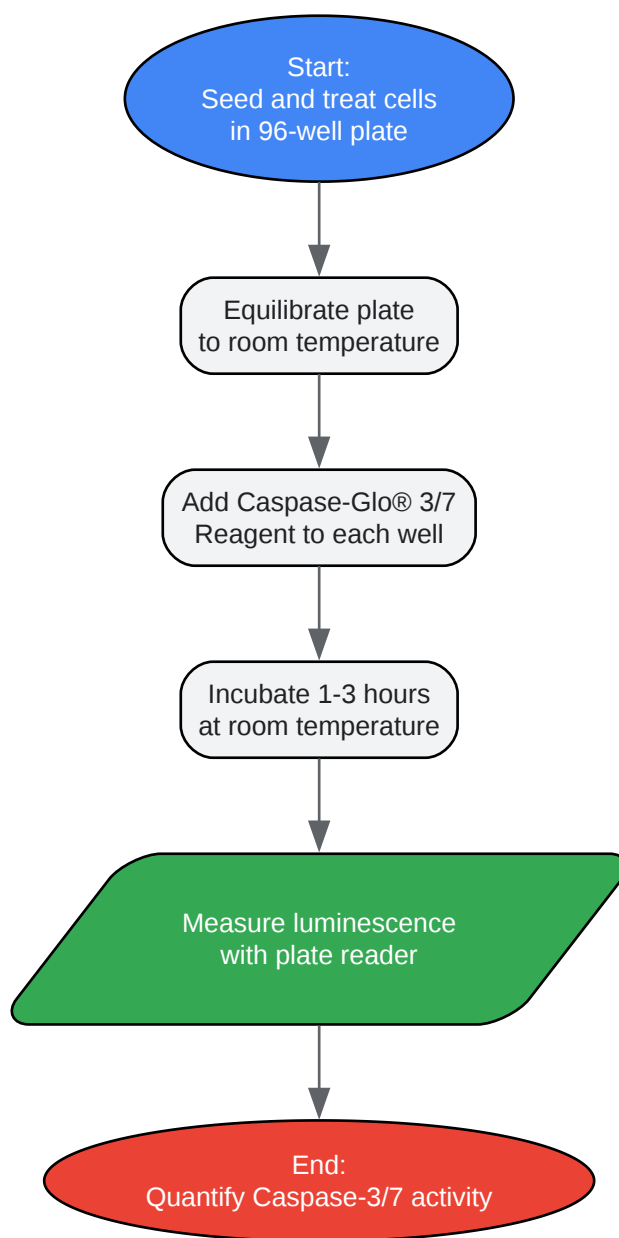 Start:
Seed and treat cells
in 96-well plate
Equilibrate plate
to room temperature
Add Caspase-Glo® 3/7
Reagent to each well
Incubate 1-3 hours
at room temperature
Measure luminescence
with plate reader
End:
Quantify Caspase-3/7 activity